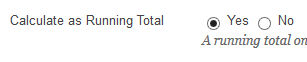 Calculate as Running Total Yes No
A running total on